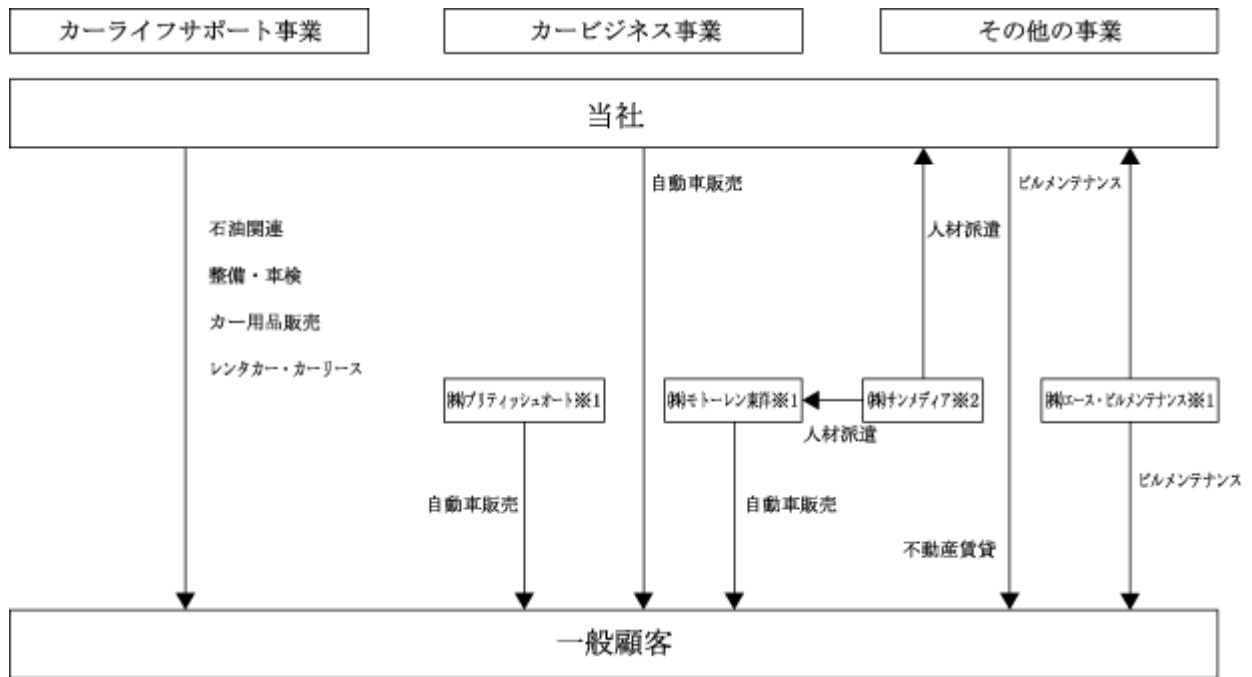 カーライフサポート事業
カービジネス事業
その他の事業
当社
自動車販売
ビルメンテナンス
石油関連
人材派遣
整備・車検
カー用品販売
レンタカー・カーリース
㈱ブリティッシュオート※1
㈱モトーレン東洋※1
㈱サンメディア※2
㈱エース・ビルメンテナンス※1
人材派遣
ビルメンテナンス
自動車販売
自動車販売
不動産賃貸
一般顧客